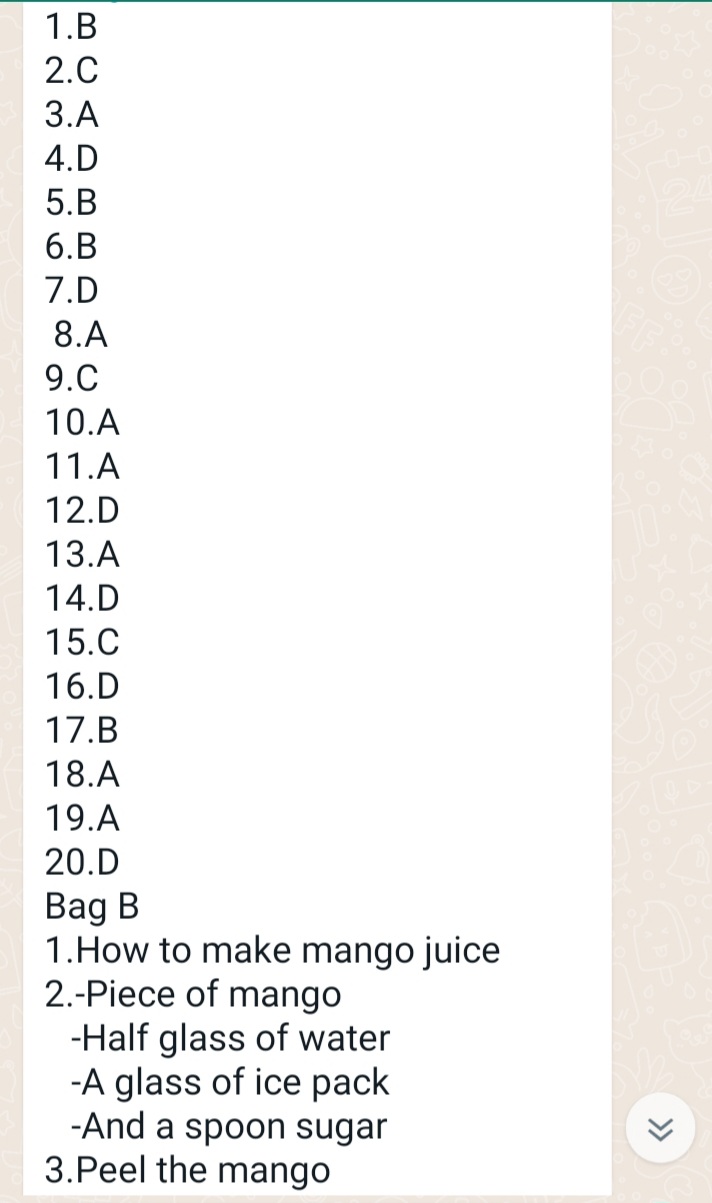 1.B
2.C
3.A
4.D
5.B
6.B
7.D
8.A
9.C
10.A
11.A
12.D
13.A
14.D
15.C
16.D
17.B
18.A
19.A
20.D
Bag B
1.How to make mango juice
2.-Piece of mango
-Half glass of water
-A glass of ice pack
-And a spoon sugar
3.Peel the mango